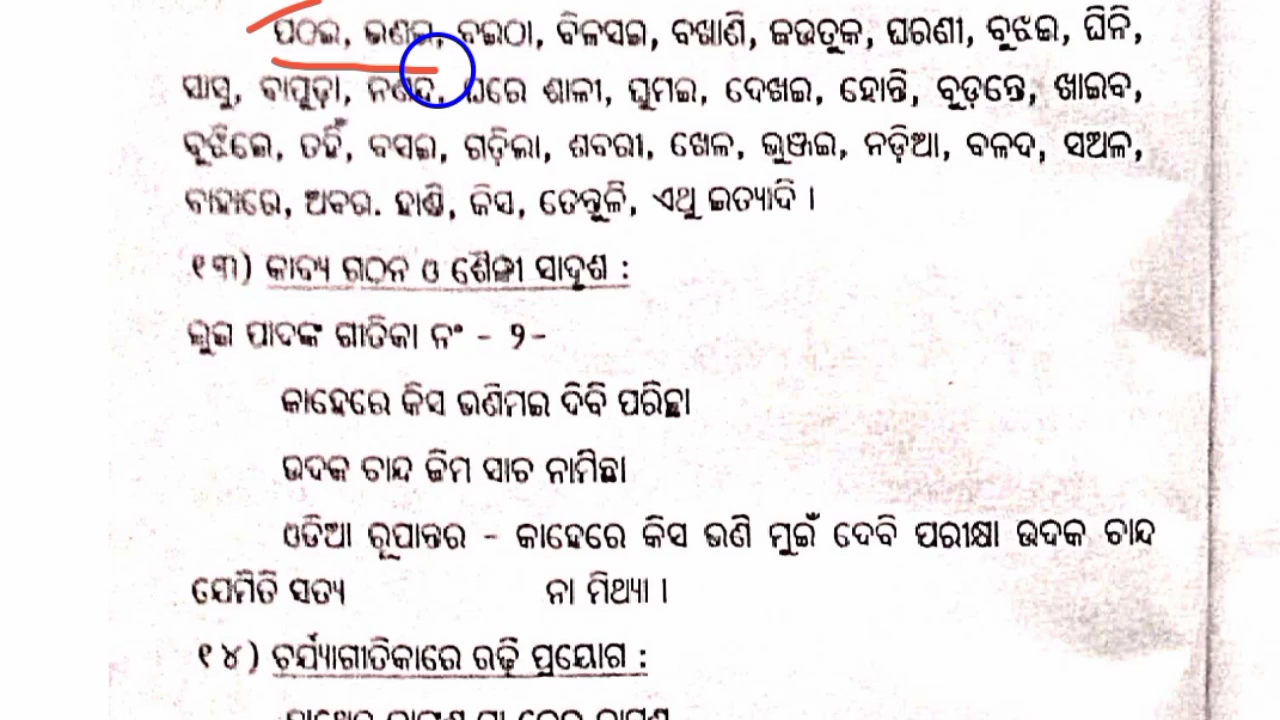 ପଠଇ, ଭଣଇ, ବଇଠା, ବିଳସଇ, ବଖାଣି, ଜଉତୁକ, ଘରଣୀ, ବୁଝଇ, ଘିନି,
ସାସୁ, ବାପୁଡ଼ା, ନଣନ୍ଦ, ଘରେ ଶାଳୀ, ଘୁମଇ, ଦେଖଇ, ହୋନ୍ତି, ବୁଡ଼ନ୍ତେ, ଖାଇବ,
ବୁଝିଲେ, ତହିଁ, ବସଇ, ଗଡ଼ିଲା, ଶବରୀ, ଖେଳ, ଭୁଞ୍ଜଇ, ନଡ଼ିଆ, ବଳଦ, ସଅଳ,
ବାହାରେ, ଅବର. ହାଣ୍ଡି, କିସ, ତେନ୍ତୁଳି, ଏଥୁ ଇତ୍ୟାଦି ।
୧୩) କାବ୍ୟ ଗଠନ ଓ ଶୈଳୀ ସାଦୃଶ :
ଲୁଇ ପାଦଙ୍କ ଗୀତିକା ନଂ - ୨-
କାହେରେ କିସ ଭଣିମଇ ଦିବି ପରିଛା
ଉଦକ ଚାନ୍ଦ ଜିମ ସାଚ ନାମିଛା
ଓଡିଆ ରୂପାନ୍ତର - କାହେରେ କିସ ଭଣି ମୁଇଁ ଦେବି ପରୀକ୍ଷା ଉଦକ ଚାନ୍ଦ
ଯେମିତି ସତ୍ୟ ନା ମିଥ୍ୟା ।
୧୪) ଚର୍ଯ୍ୟାଗୀତିକାରେ ରଢ଼ି ପ୍ରୟୋଗ :